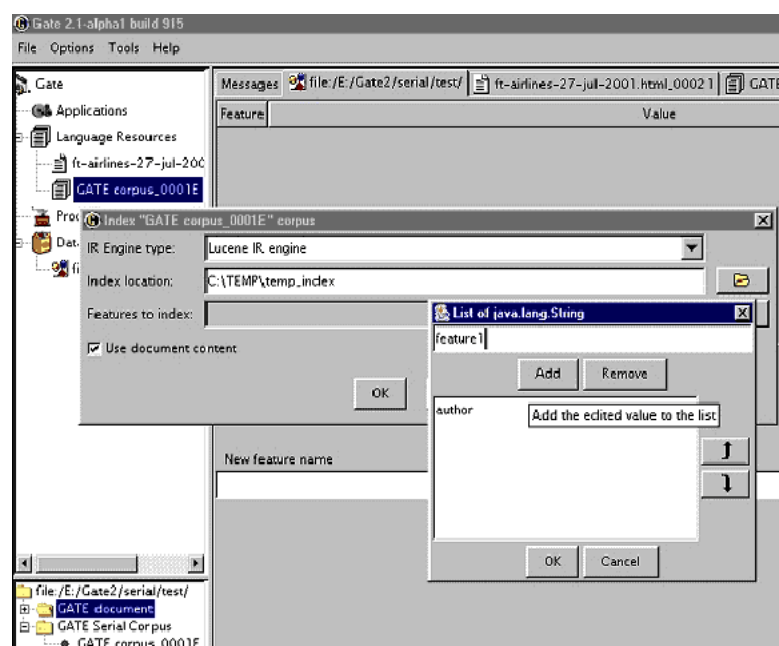 Gate 2.1-alpha1 build 915
File Options Tools Help
Gate
Applications
Language Resources
ft-airlines-27-jul-200
GATE corpus_0001E
Proc
Dat
fi
Messages file:/E:/Gate2/serial/test/ ft-airlines-27-jul-2001.html_00021 GATE
Feature Value
Index "GATE corpus_0001E" corpus
IR Engine type: Lucene IR engine
Index location: C:\TEMP\temp_index
Features to index:
Use document content
OK
List of java.lang.String
feature1
Add Remove
author
Add the edited value to the list
OK Cancel
New feature name
file:/E:/Gate2/serial/test/
GATE document
GATE Serial Corpus
GATE corpus_0001E